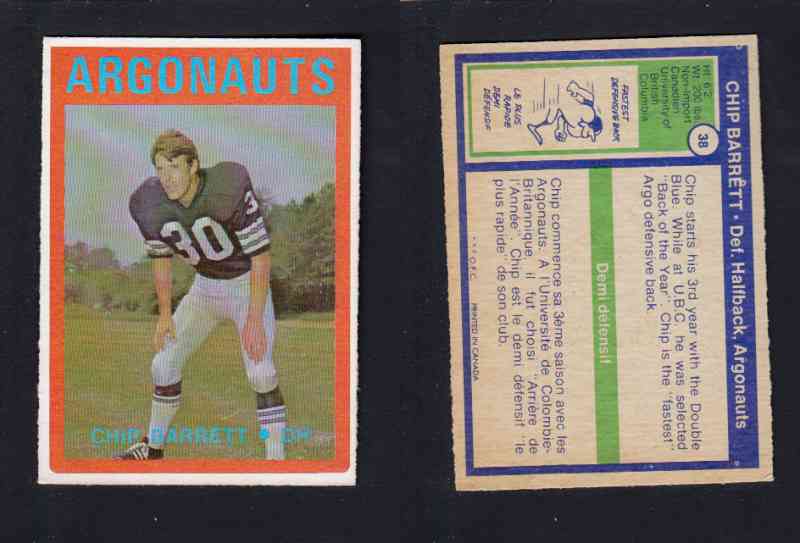 ARGONAUTS
30
30
CHIP BARRETT • DH
CHIP BARRETT • Def. Halfback, Argonauts
38
Ht. 6'2"
Wt. 200 lbs.
Non-Import
Canadian
University of
British
Columbia
FASTEST
DEFENSIVE BACK
LE PLUS
RAPIDE
DEMI
DÉFENSIF
Chip starts his 3rd year with the Double
Blue. While at U.B.C. he was selected
"Back of the Year". Chip is the "fastest"
Argo defensive back.
Demi défensif
Chip commence sa 3ème saison avec les
Argonauts. A l'Université de Colombie-
Britannique, il fut choisi "Arrière de
l'Année". Chip est le demi défensif "le
plus rapide" de son club.
O.P.C. PRINTED IN CANADA